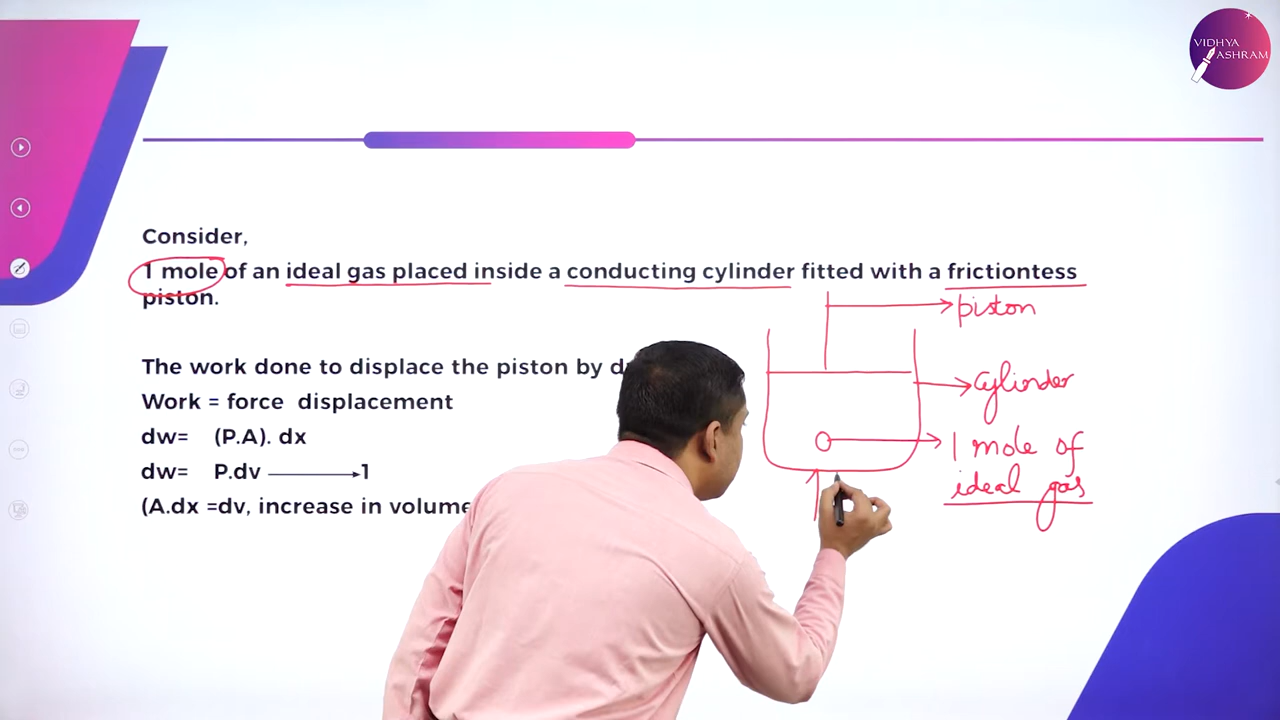 VIDHYA
ASHRAM
Consider,
1 mole of an ideal gas placed inside a conducting cylinder fitted with a frictiontess
piston.
piston
The work done to displace the piston by
cylinder
Work = force displacement
dw= (P.A). dx
1 mole of
ideal gas
dw= P.dv ⟶1
(A.dx =dv, increase in volume